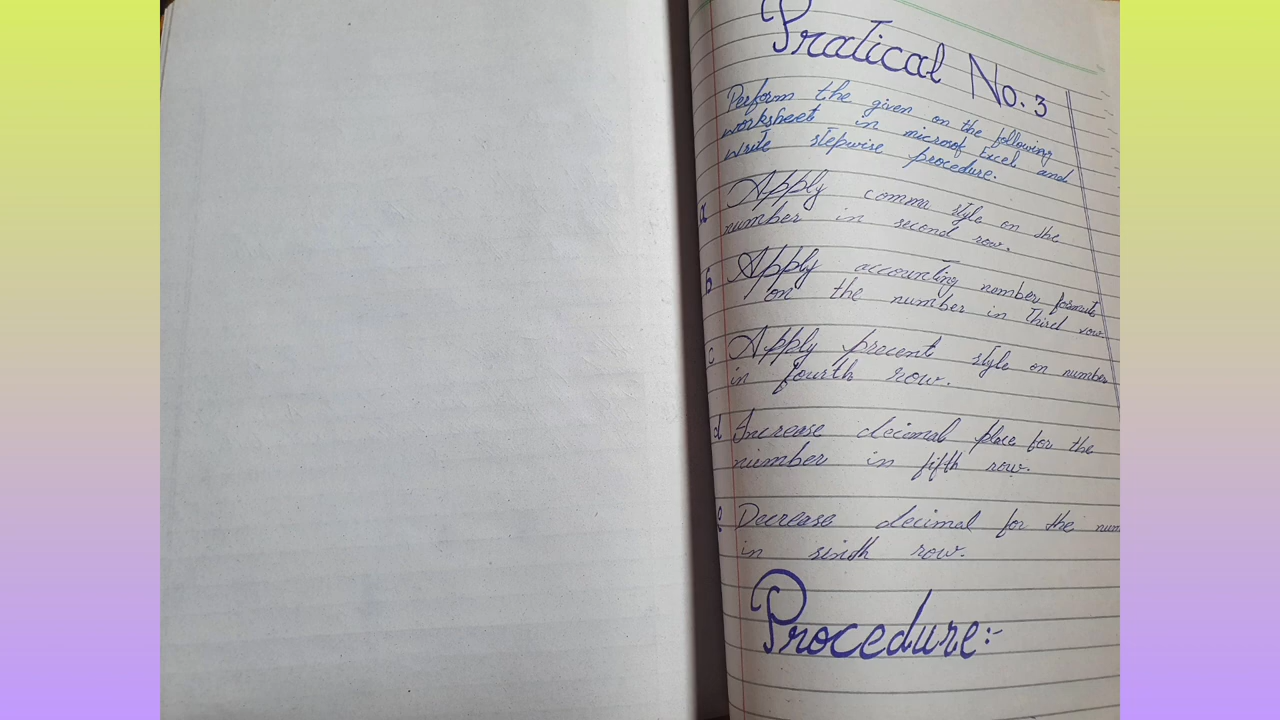 Pratical No. 3
Perform the given on the following
worksheet in microsof Excel and
write stepwise procedure.
a Apply comma style on the
number in second row.
b Apply accounting number formate
on the number in third row
c Apply precent style on number
in fourth row.
d Increase decimal place for the
number in fifth row.
e Decrease decimal for the num
in sixth row.
Procedure:-